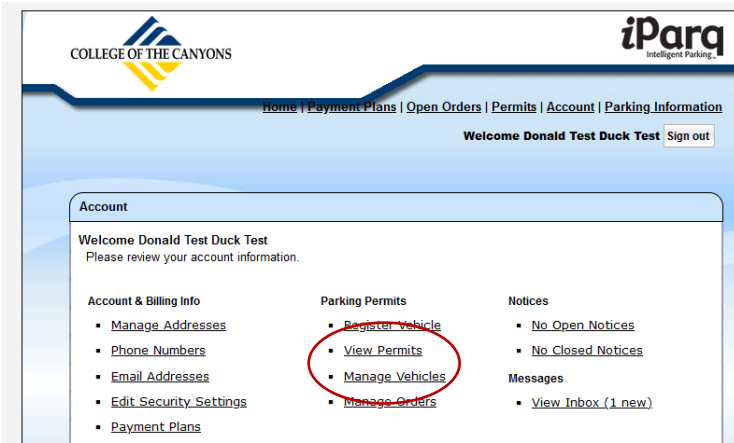 COLLEGE OF THE CANYONS
iParq
Intelligent Parking
Home | Payment Plans | Open Orders | Permits | Account | Parking Information
Welcome Donald Test Duck Test Sign out
Account
Welcome Donald Test Duck Test
Please review your account information.
Account & Billing Info
Manage Addresses
Phone Numbers
Email Addresses
Edit Security Settings
Payment Plans
Parking Permits
Register Vehicle
View Permits
Manage Vehicles
Manage Orders
Notices
No Open Notices
No Closed Notices
Messages
View Inbox (1 new)